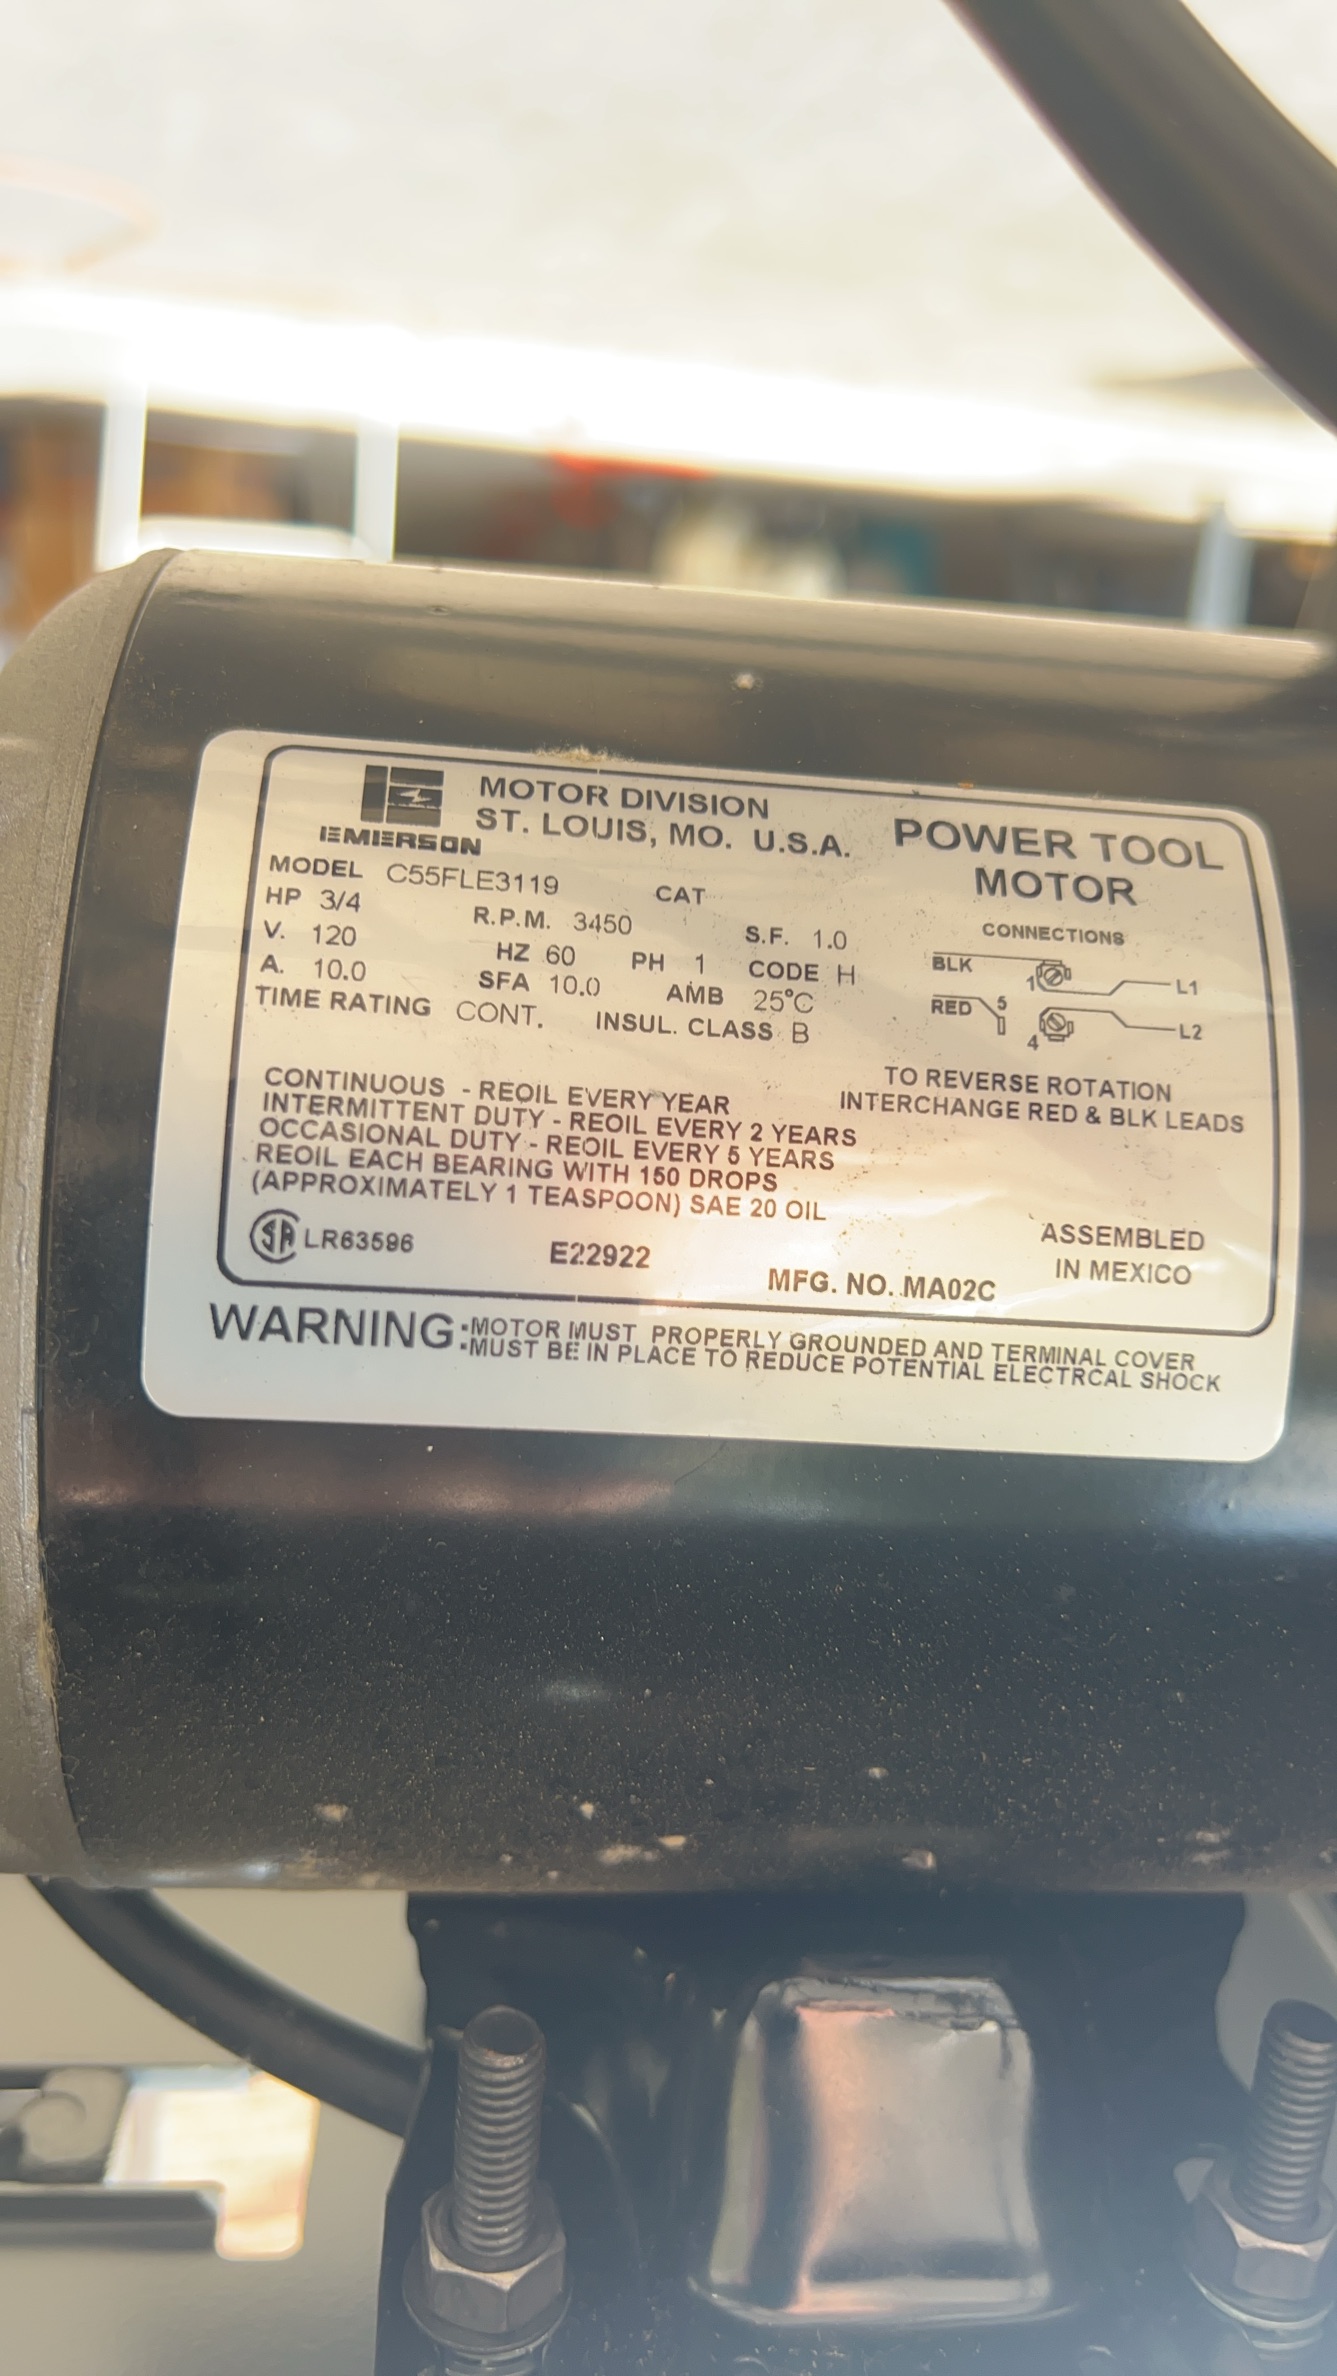 EMERSON
MOTOR DIVISION
ST. LOUIS, MO. U.S.A.
POWER TOOL
MOTOR
MODEL C55FLE3119 CAT
HP 3/4 R.P.M. 3450 S.F. 1.0
V. 120 HZ 60 PH 1 CODE H
A. 10.0 SFA 10.0 AMB 25°C
TIME RATING CONT. INSUL. CLASS B
CONNECTIONS
BLK 1 L1
RED 5 4 L2
TO REVERSE ROTATION
INTERCHANGE RED & BLK LEADS
CONTINUOUS - REOIL EVERY YEAR
INTERMITTENT DUTY - REOIL EVERY 2 YEARS
OCCASIONAL DUTY - REOIL EVERY 5 YEARS
REOIL EACH BEARING WITH 150 DROPS
(APPROXIMATELY 1 TEASPOON) SAE 20 OIL
SA LR63596 E22922 MFG. NO. MA02C
ASSEMBLED
IN MEXICO
WARNING •MOTOR MUST PROPERLY GROUNDED AND TERMINAL COVER
•MUST BE IN PLACE TO REDUCE POTENTIAL ELECTRCAL SHOCK